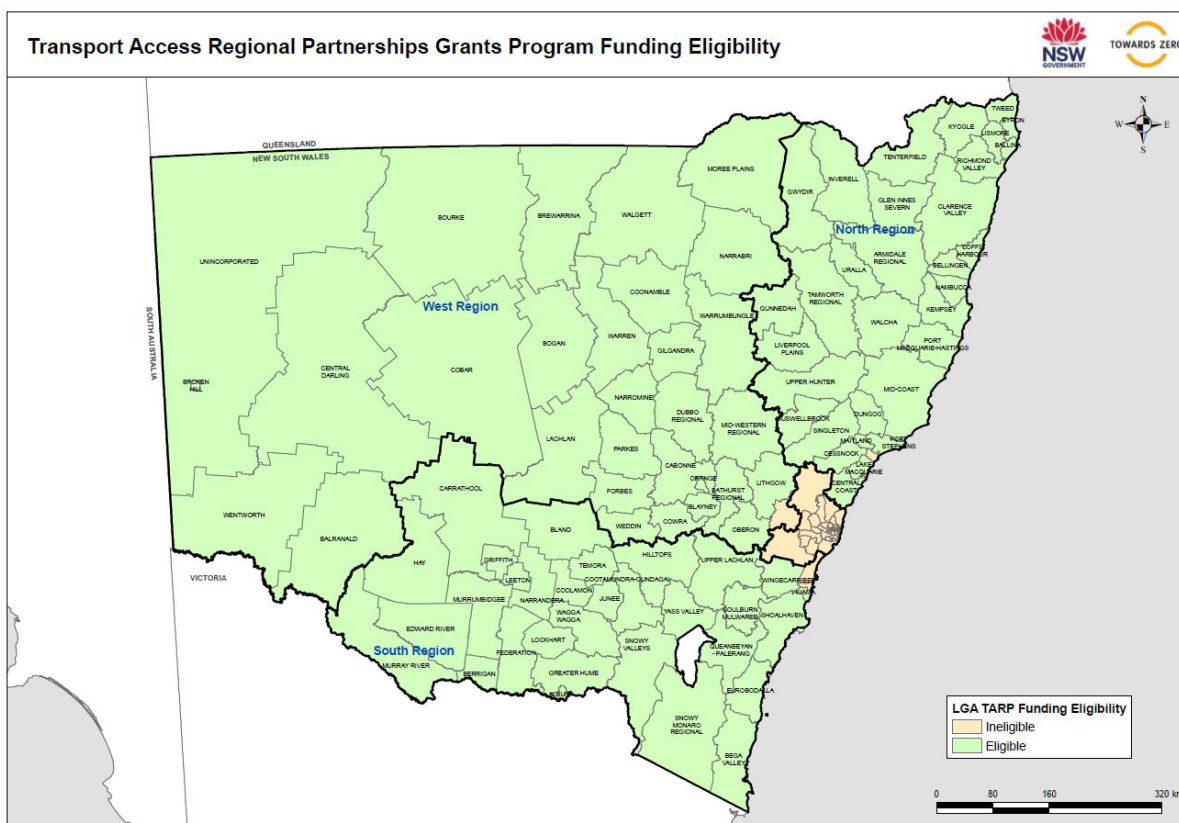 Transport Access Regional Partnerships Grants Program Funding Eligibility
NSW
GOVERNMENT
TOWARDS ZERO
N
W
E
S
QUEENSLAND
NEW SOUTH WALES
SOUTH AUSTRALIA
VICTORIA
West Region
North Region
South Region
UNINCORPORATED
BOURKE
BREWARRINA
WALGETT
MOREE PLAINS
NARRABRI
COONAMBLE
WARRUMBUNGLE
BROKEN
HILL
CENTRAL
DARLING
COBAR
BOGAN
WARREN
GILGANDRA
NARROMINE
DUBBO
REGIONAL
MID-WESTERN
REGIONAL
LACHLAN
PARKES
FORBES
CABONNE
ORANGE
BATHURST
REGIONAL
BLAYNEY
LITHGOW
OBERON
WEDDIN
COWRA
WENTWORTH
BALRANALD
TWEED
BYRON
KYOGLE
LISMORE
BALLINA
RICHMOND
VALLEY
TENTERFIELD
GWYDIR
INVERELL
GLEN INNES
SEVERN
CLARENCE
VALLEY
COFFS
HARBOUR
ARMIDALE
REGIONAL
URALLA
BELLINGEN
NAMBUCCA
KEMPSEY
GUNNEDAH
TAMWORTH
REGIONAL
WALCHA
PORT
MACQUARIE-HASTINGS
LIVERPOOL
PLAINS
UPPER HUNTER
MID-COAST
MUSWELLBROOK
SINGLETON
DUNGOG
MAITLAND
PORT
STEPHENS
CESSNOCK
LAKE
MACQUARIE
CENTRAL
COAST
CARRATHOOL
BLAND
HAY
GRIFFITH
LEETON
TEMORA
HILLTOPS
UPPER LACHLAN
COOTAMUNDRA-GUNDAGAI
COOLAMON
JUNEE
MURRUMBIDGEE
NARRANDERA
WAGGA
WAGGA
YASS VALLEY
GOULBURN
MULWAREE
WINGECARRIBEE
KIAMA
SHOALHAVEN
EDWARD RIVER
MURRAY RIVER
BERRIGAN
FEDERATION
LOCKHART
GREATER HUME
ALBURY
SNOWY
VALLEYS
QUEANBEYAN
- PALERANG
EUROBODALLA
SNOWY
MONARO
REGIONAL
BEGA
VALLEY
LGA TARP Funding Eligibility
Ineligible
Eligible
0 80 160 320 km